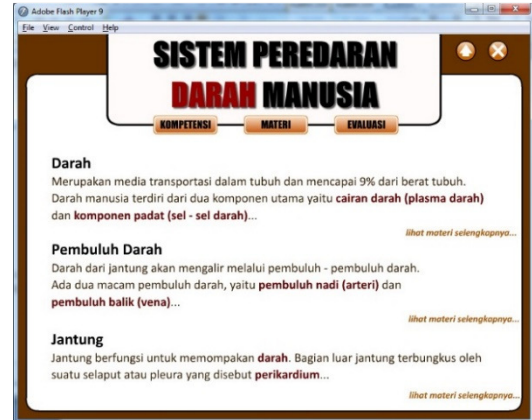 Adobe Flash Player 9
File View Control Help
SISTEM PEREDARAN
DARAH MANUSIA
KOMPETENSI MATERI EVALUASI
Darah
Merupakan media transportasi dalam tubuh dan mencapai 9% dari berat tubuh.
Darah manusia terdiri dari dua komponen utama yaitu cairan darah (plasma darah)
dan komponen padat (sel - sel darah)...
lihat materi selengkapnya...
Pembuluh Darah
Darah dari jantung akan mengalir melalui pembuluh - pembuluh darah.
Ada dua macam pembuluh darah, yaitu pembuluh nadi (arteri) dan
pembuluh balik (vena)...
lihat materi selengkapnya...
Jantung
Jantung berfungsi untuk memompakan darah. Bagian luar jantung terbungkus oleh
suatu selaput atau pleura yang disebut perikardium...
lihat materi selengkapnya...